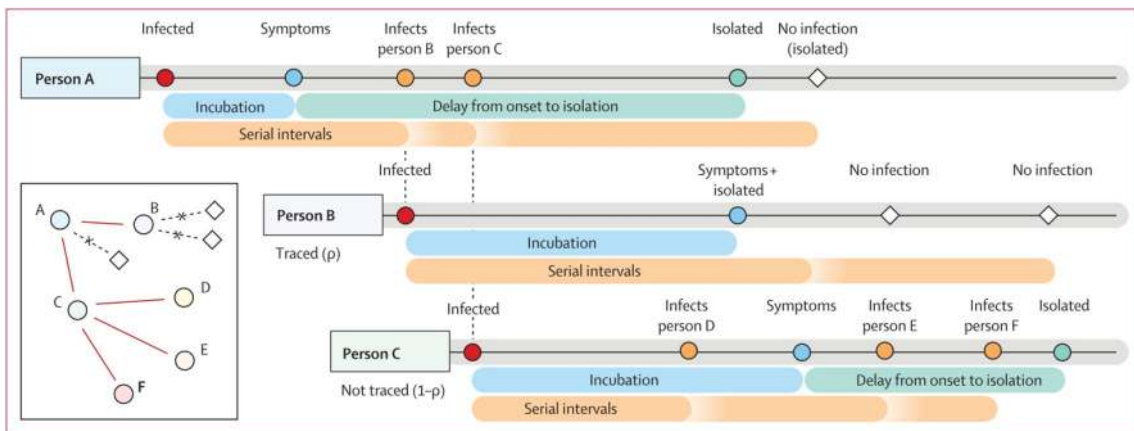 Infected
Symptoms
Infects
person B
Infects
person C
Isolated
No infection
(isolated)
Person A
Incubation
Delay from onset to isolation
Serial intervals
Infected
Symptoms+
isolated
No infection
No infection
Person B
Traced (ρ)
Incubation
Serial intervals
Infected
Infects
person D
Symptoms
Infects
person E
Infects
person F
Isolated
Person C
Not traced (1–ρ)
Incubation
Delay from onset to isolation
Serial intervals
A
B
C
D
E
F